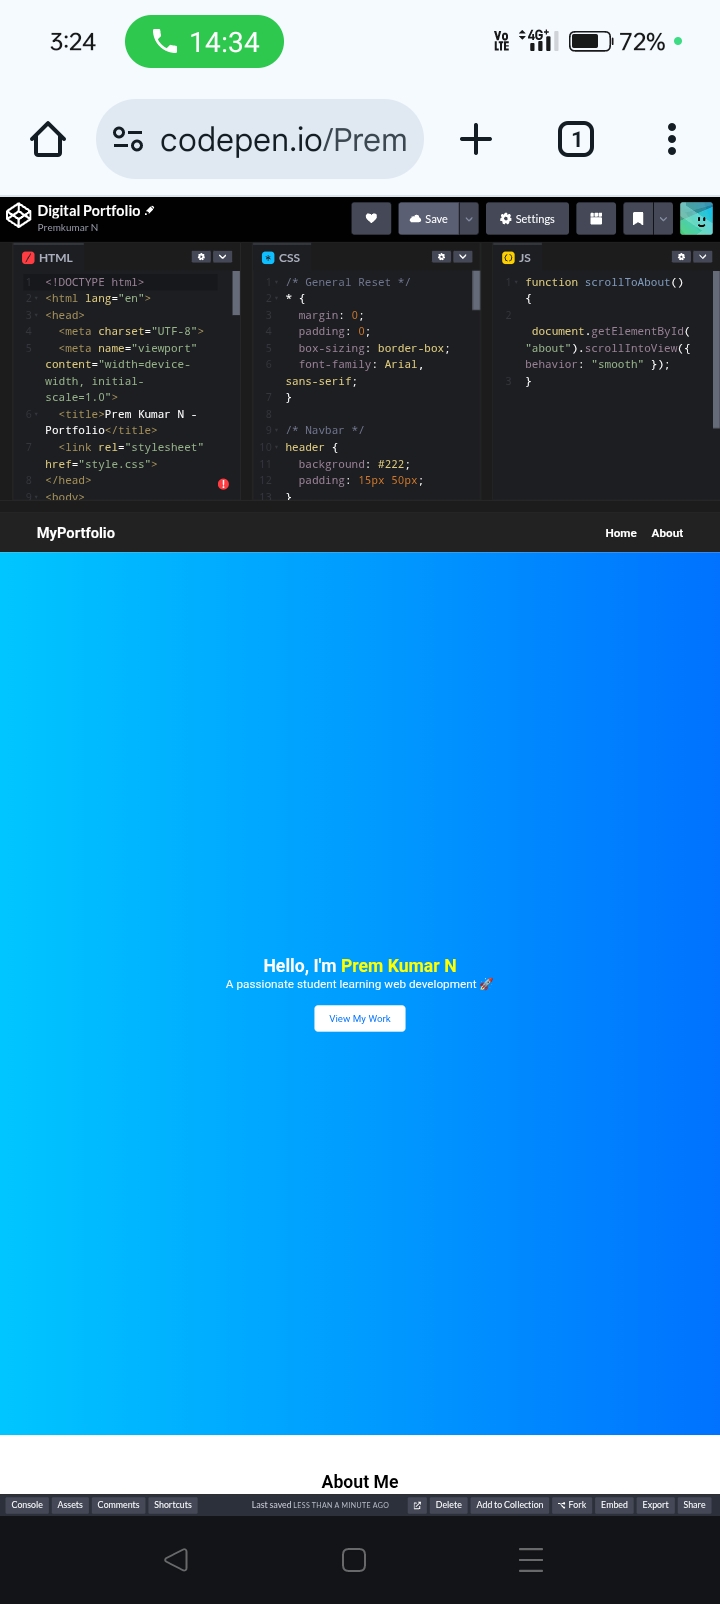 3:24
14:34
Vo LTE
4G+
72%
codepen.io/Prem
1
Digital Portfolio
Premkumar N
Save
Settings
HTML
1 <!DOCTYPE html>
2 <html lang="en">
3 <head>
4 <meta charset="UTF-8">
5 <meta name="viewport"
content="width=device-
width, initial-
scale=1.0">
6 <title>Prem Kumar N -
Portfolio</title>
7 <link rel="stylesheet"
href="style.css">
8 </head>
9 <body>
CSS
1 /* General Reset */
2 * {
3 margin: 0;
4 padding: 0;
5 box-sizing: border-box;
6 font-family: Arial,
sans-serif;
7 }
8
9 /* Navbar */
10 header {
11 background: #222;
12 padding: 15px 50px;
13 }
JS
1 function scrollToAbout()
{
2
document.getElementById(
"about").scrollIntoView({
behavior: "smooth" });
3 }
MyPortfolio
Home About
Hello, I'm Prem Kumar N
A passionate student learning web development 🚀
View My Work
About Me
Console Assets Comments Shortcuts Last saved LESS THAN A MINUTE AGO Delete Add to Collection Fork Embed Export Share